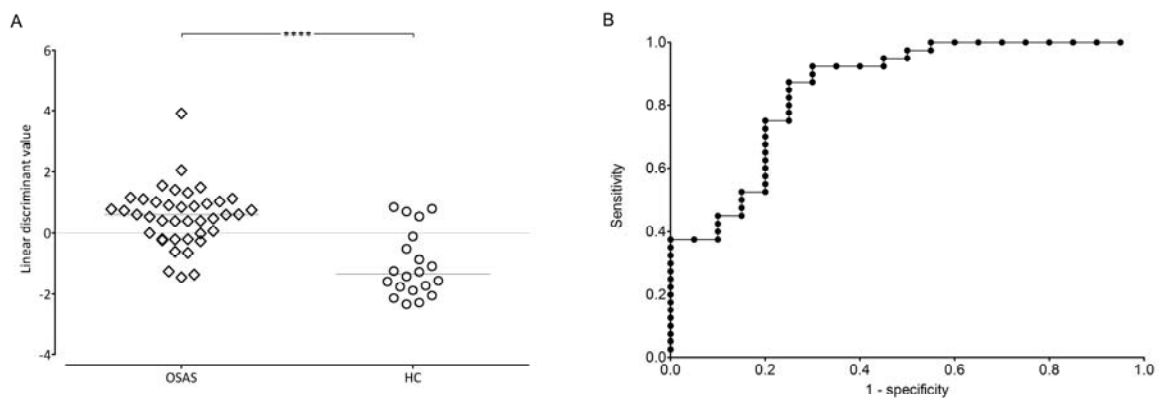 A
****
6
4
2
0
-2
-4
Linear discriminant value
OSAS
HC
B
1.0
0.8
0.6
0.4
0.2
0.0
Sensitivity
0.0
0.2
0.4
0.6
0.8
1.0
1 - specificity